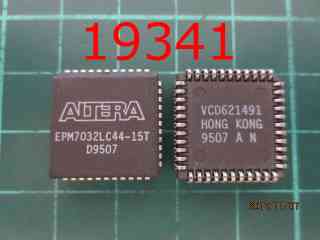 19341
ALTERA
EPM7032LC44-15T
D9507
VCD621491
HONG KONG
9507 A N